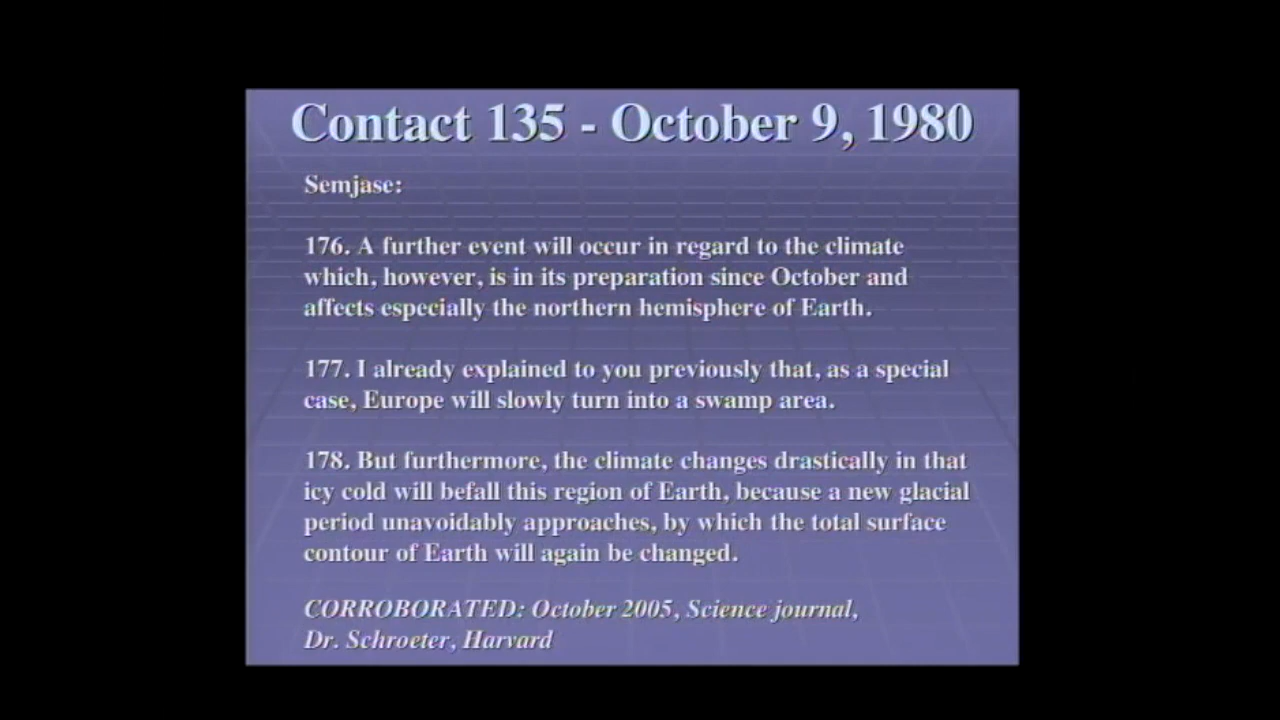 Contact 135 - October 9, 1980
Semjase:
176. A further event will occur in regard to the climate
which, however, is in its preparation since October and
affects especially the northern hemisphere of Earth.
177. I already explained to you previously that, as a special
case, Europe will slowly turn into a swamp area.
178. But furthermore, the climate changes drastically in that
icy cold will befall this region of Earth, because a new glacial
period unavoidably approaches, by which the total surface
contour of Earth will again be changed.
CORROBORATED: October 2005, Science journal,
Dr. Schroeter, Harvard